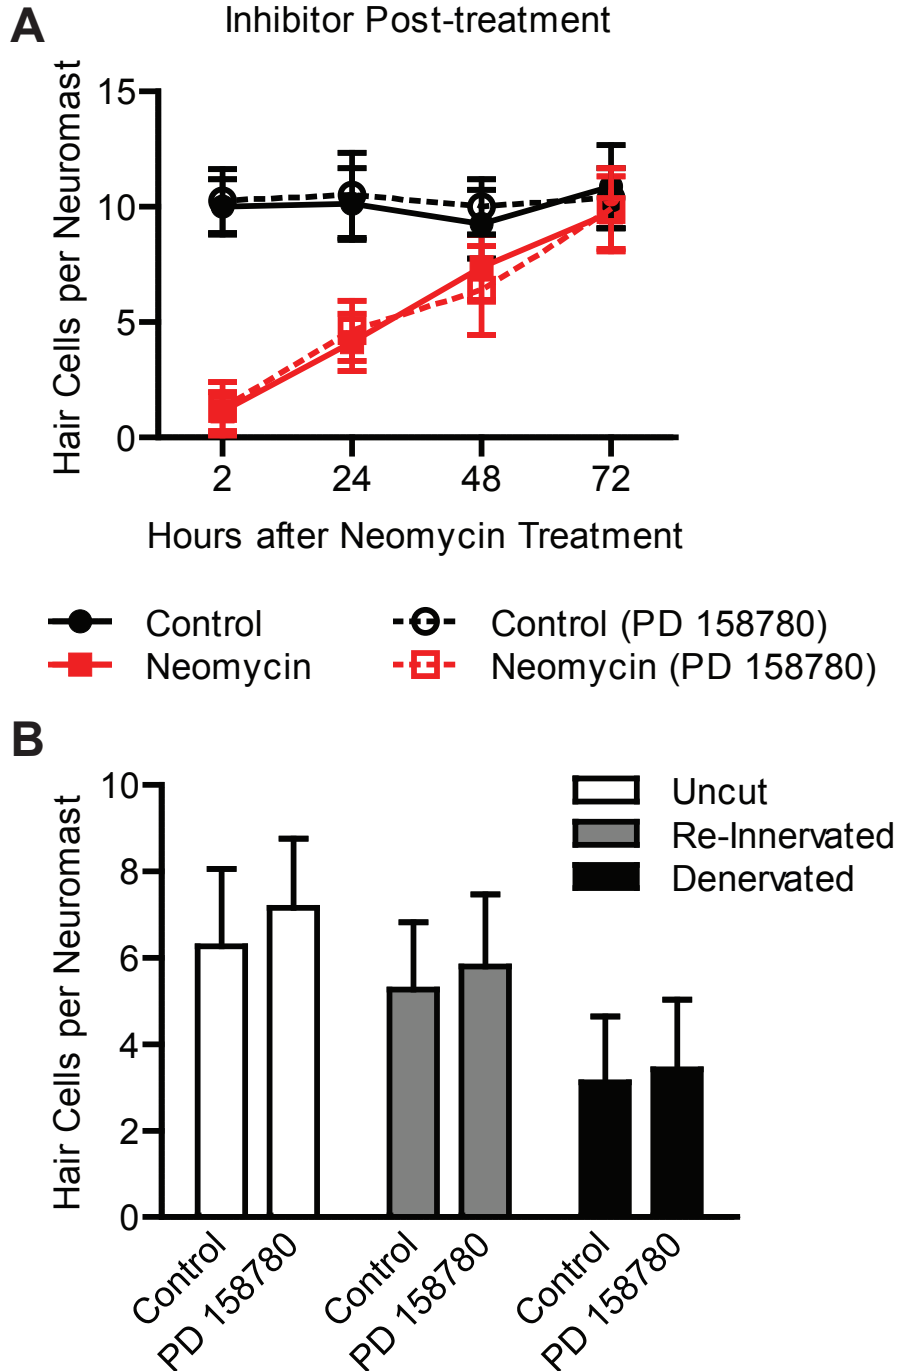 A
Inhibitor Post-treatment
Hair Cells per Neuromast
15
10
5
0
2 24 48 72
Hours after Neomycin Treatment
Control
Control (PD 158780)
Neomycin
Neomycin (PD 158780)
B
Hair Cells per Neuromast
10
8
6
4
2
0
Uncut
Re-Innervated
Denervated
Control
PD 158780
Control
PD 158780
Control
PD 158780